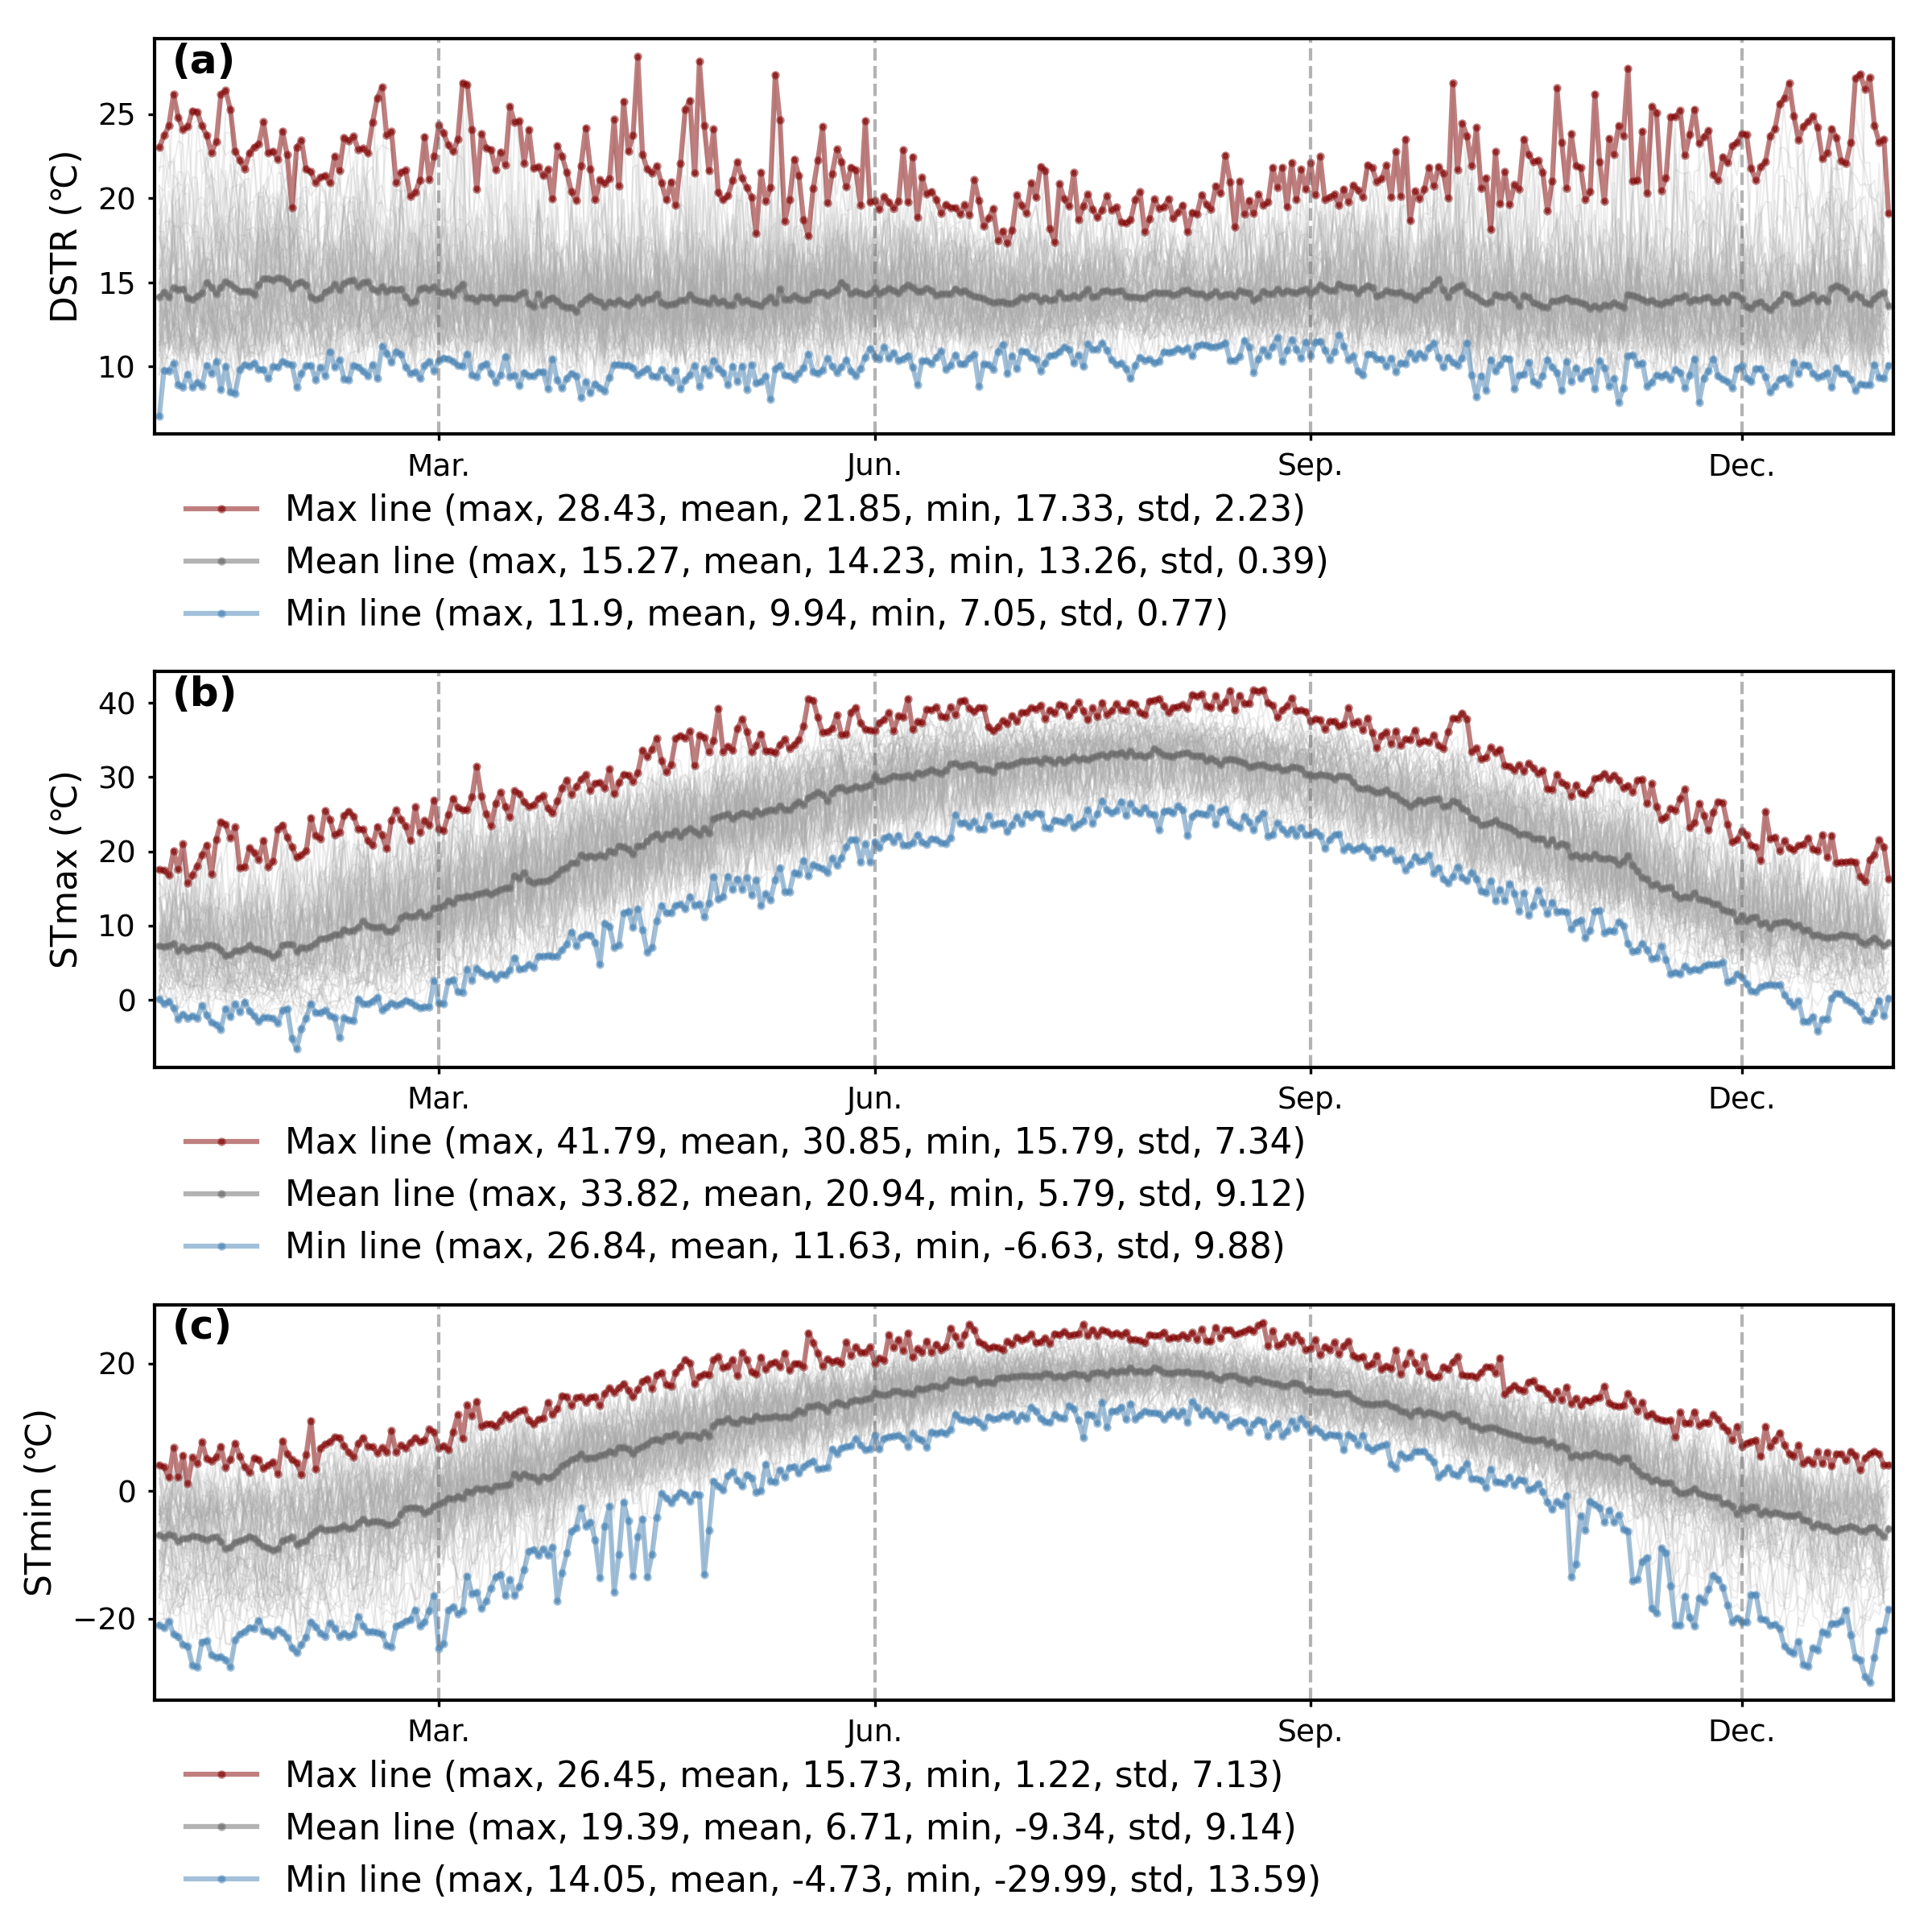 (a)
25
20
15
10
DSTR (℃)
Mar. Jun. Sep. Dec.
Max line (max, 28.43, mean, 21.85, min, 17.33, std, 2.23)
Mean line (max, 15.27, mean, 14.23, min, 13.26, std, 0.39)
Min line (max, 11.9, mean, 9.94, min, 7.05, std, 0.77)
(b)
40
30
20
10
0
STmax (℃)
Mar. Jun. Sep. Dec.
Max line (max, 41.79, mean, 30.85, min, 15.79, std, 7.34)
Mean line (max, 33.82, mean, 20.94, min, 5.79, std, 9.12)
Min line (max, 26.84, mean, 11.63, min, -6.63, std, 9.88)
(c)
20
0
−20
STmin (℃)
Mar. Jun. Sep. Dec.
Max line (max, 26.45, mean, 15.73, min, 1.22, std, 7.13)
Mean line (max, 19.39, mean, 6.71, min, -9.34, std, 9.14)
Min line (max, 14.05, mean, -4.73, min, -29.99, std, 13.59)